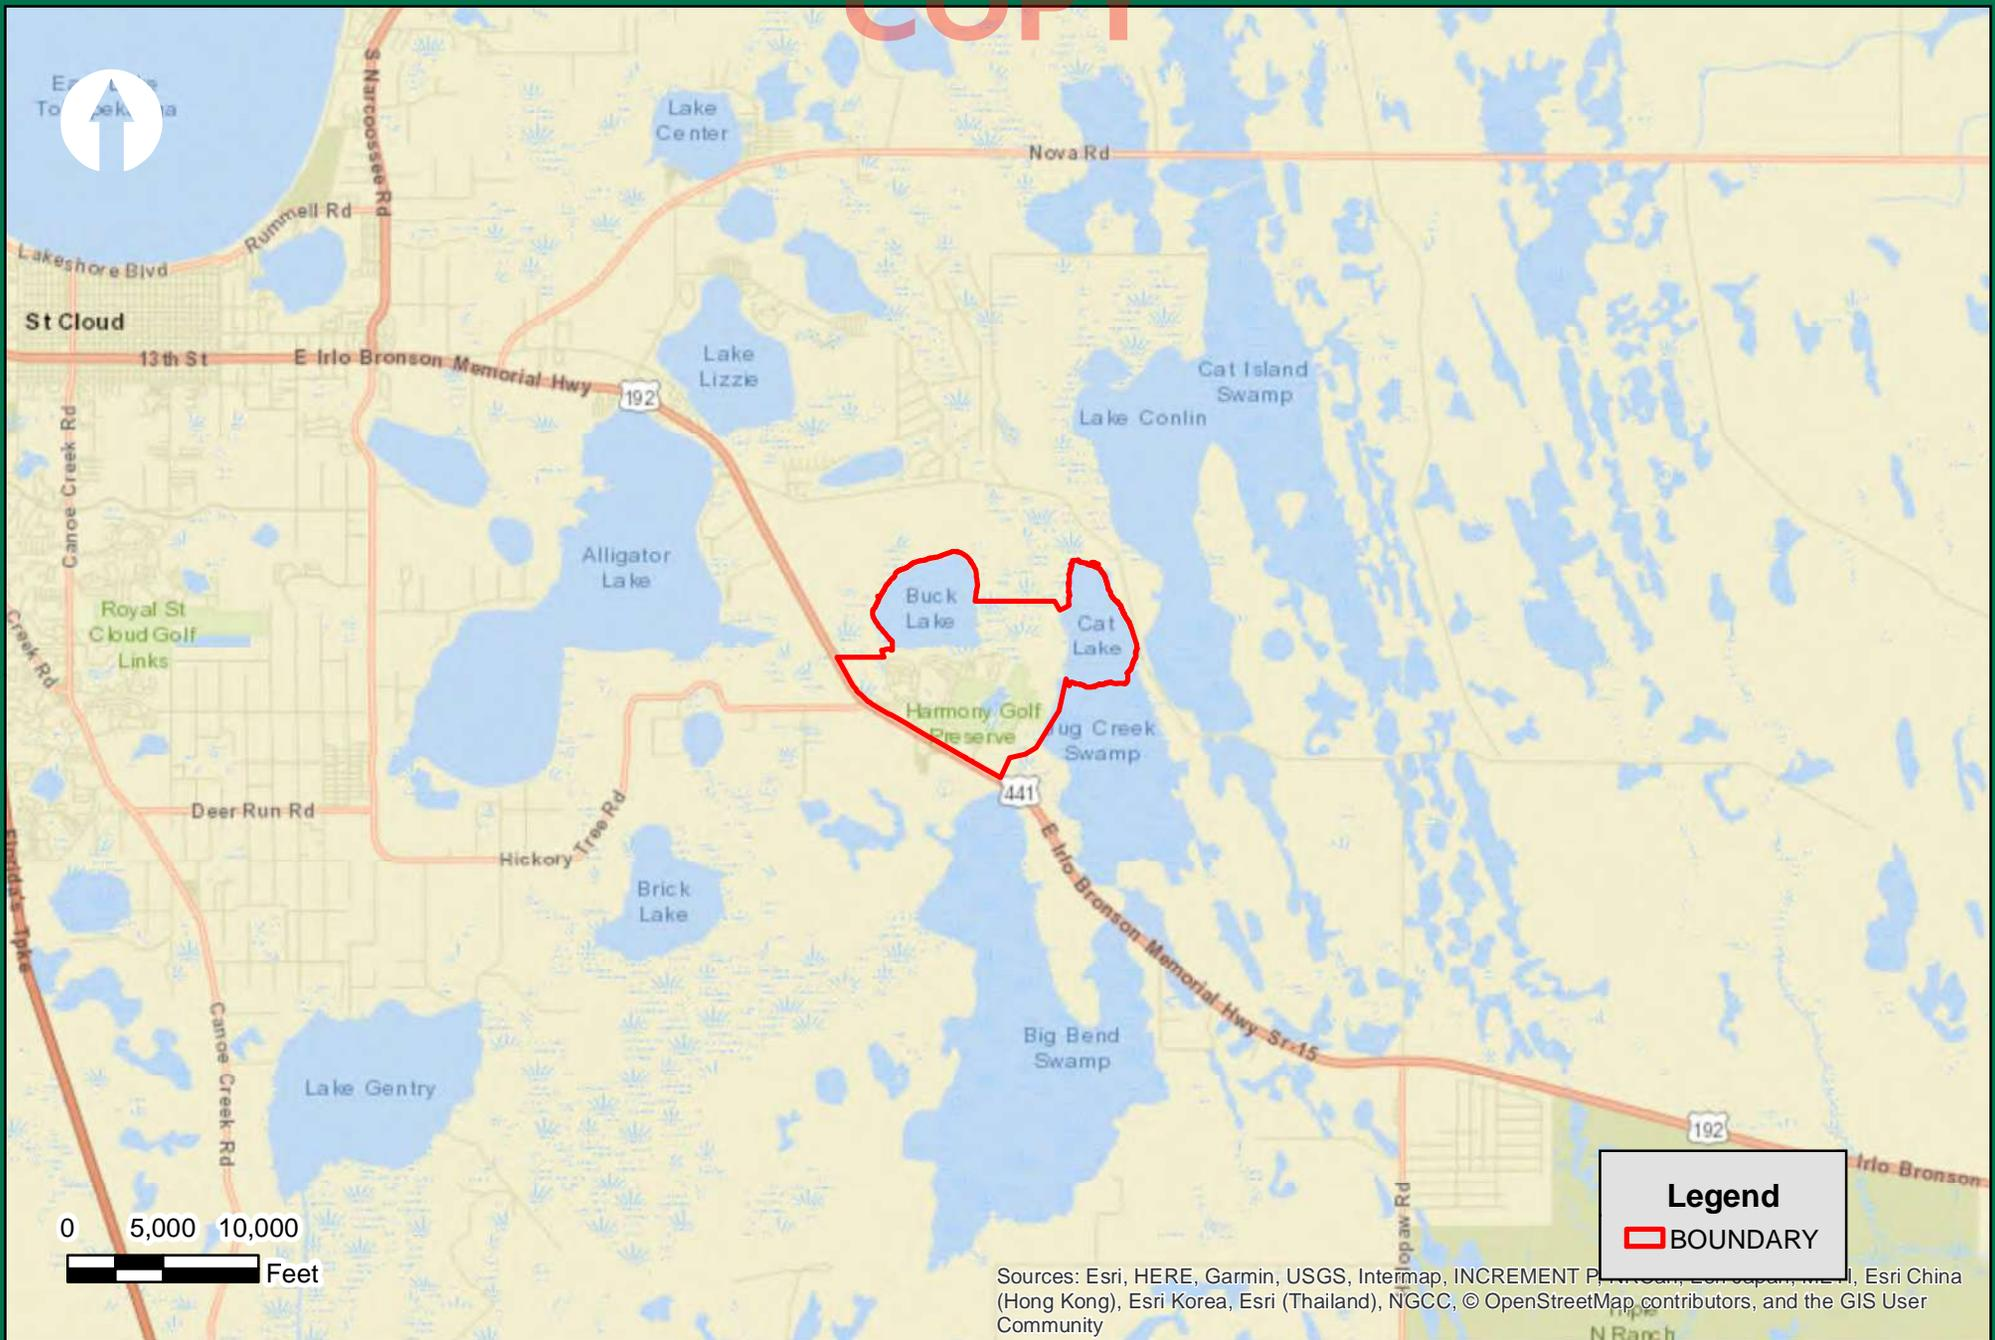 COPY
S Narcoossee Rd
Lake
Center
Nova Rd
Rummell Rd
Lakeshore Blvd
St Cloud
13th St
E Irlo Bronson Memorial Hwy
192
Lake
Lizzie
Cat Island
Swamp
Lake Conlin
Canoe Creek Rd
Alligator
Lake
Buck
Lake
Cat
Lake
Royal St
Cloud Golf
Links
Creek Rd
Harmony Golf
Preserve
ug Creek
Swamp
441
Deer Run Rd
Hickory Tree Rd
E Irlo Bronson Memorial Hwy Sr-15
Brick
Lake
Florida's Tpke
Canoe Creek Rd
Big Bend
Swamp
Lake Gentry
192
Irlo Bronson
Legend
BOUNDARY
0 5,000 10,000
Feet
lopaw Rd
Sources: Esri, HERE, Garmin, USGS, Intermap, INCREMENT P, I, Esri China
(Hong Kong), Esri Korea, Esri (Thailand), NGCC, © OpenStreetMap contributors, and the GIS User
Community
Triple
N Ranch